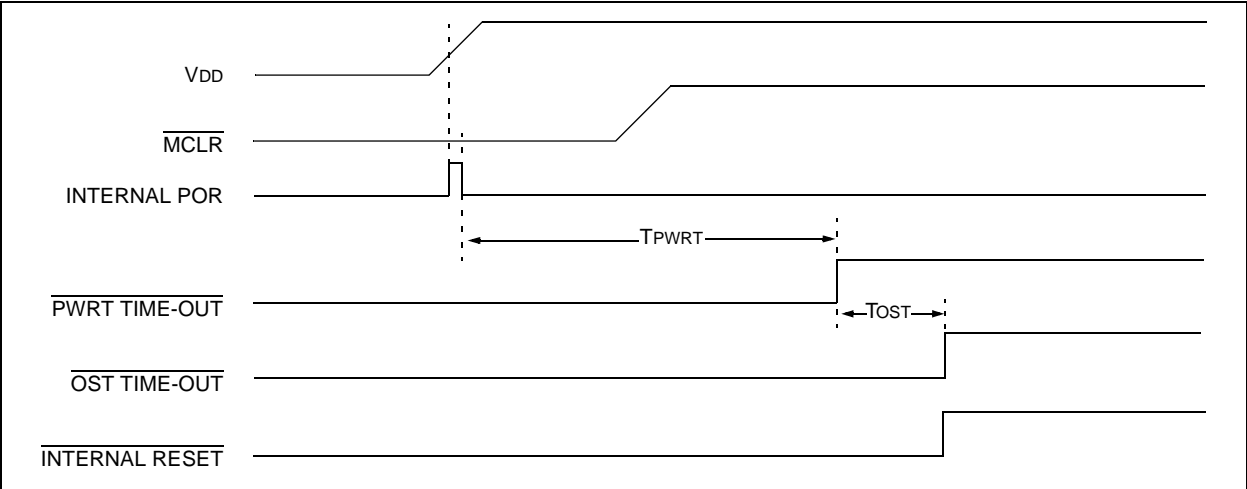 VDD
MCLR
INTERNAL POR
TPWRT
PWRT TIME-OUT
TOST
OST TIME-OUT
INTERNAL RESET